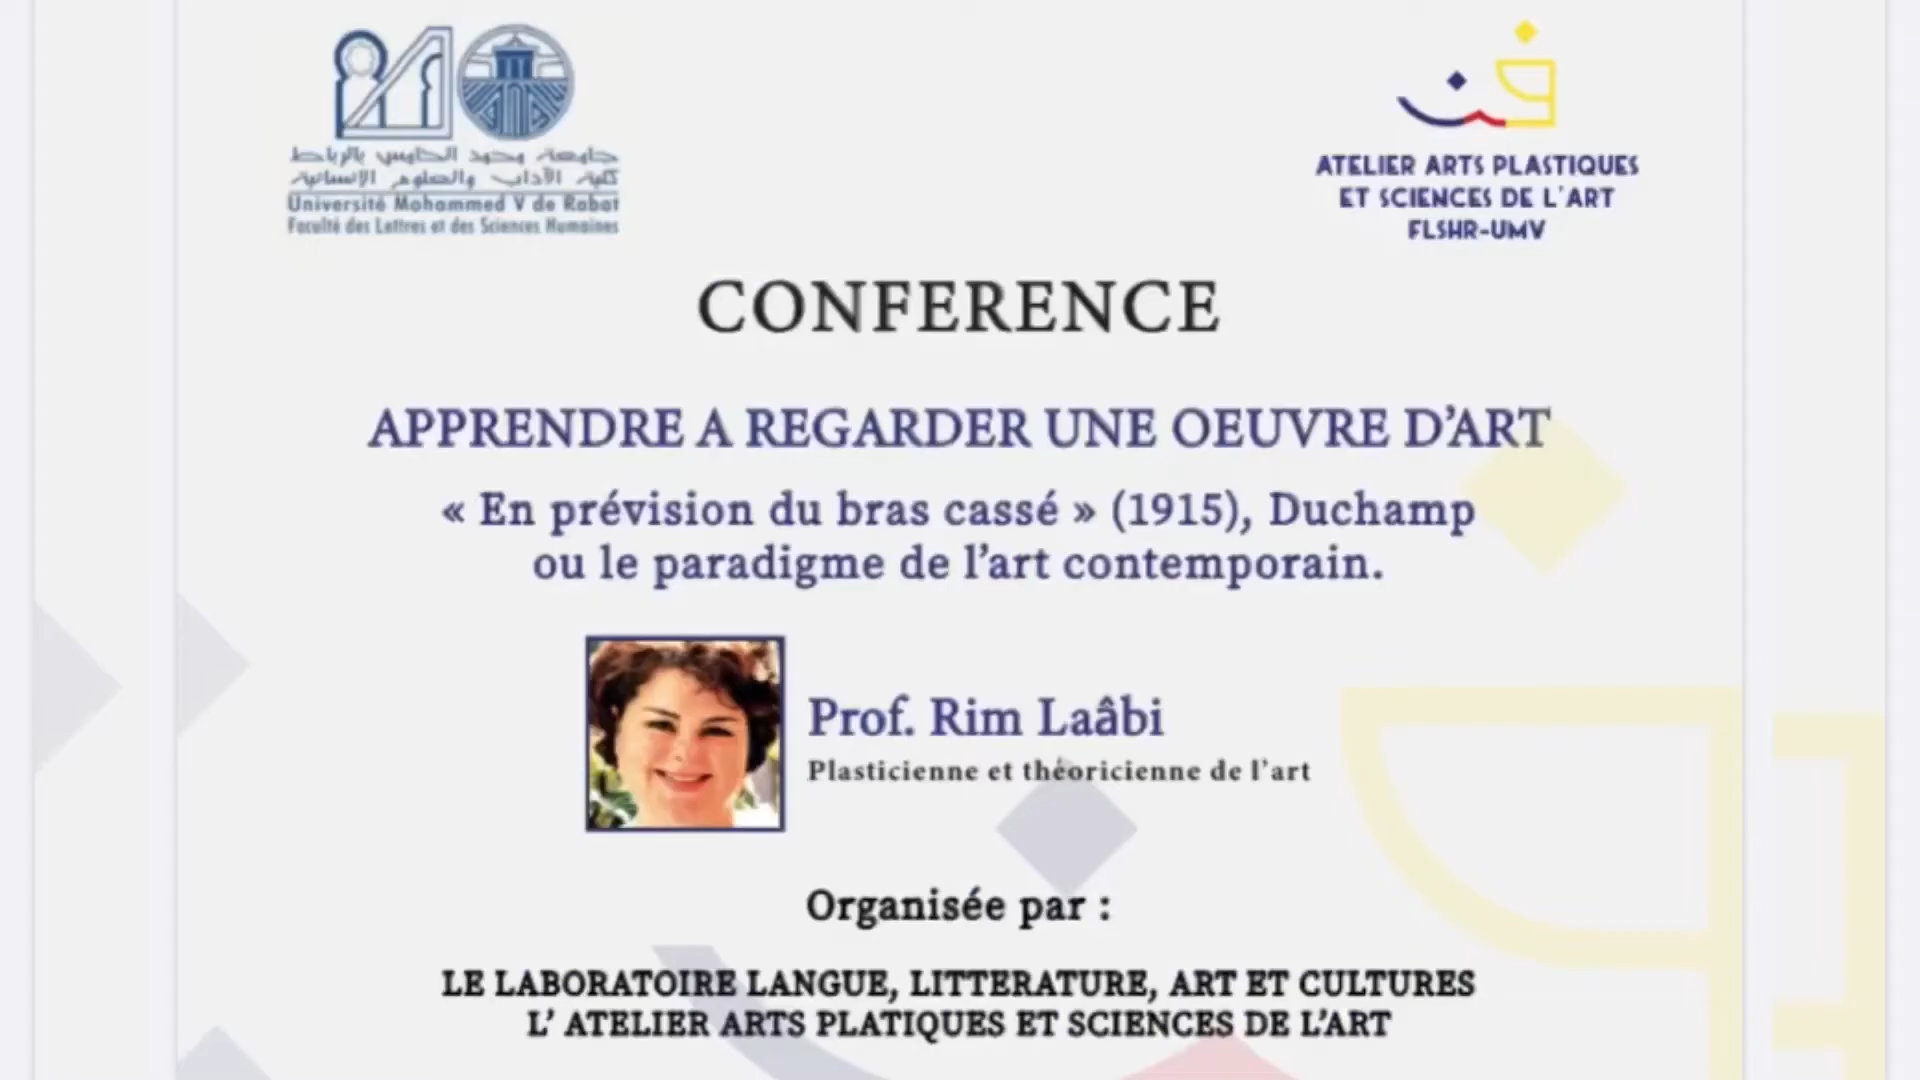 جامعة محمد الخامس بالرباط
كلية الآداب والعلوم الإنسانية
Université Mohammed V de Rabat
Faculté des Lettres et des Sciences Humaines
فن
ATELIER ARTS PLASTIQUES
ET SCIENCES DE L'ART
FLSHR-UMV
CONFERENCE
APPRENDRE A REGARDER UNE OEUVRE D’ART
« En prévision du bras cassé » (1915), Duchamp
ou le paradigme de l’art contemporain.
Prof. Rim Laâbi
Plasticienne et théoricienne de l’art
Organisée par :
LE LABORATOIRE LANGUE, LITTERATURE, ART ET CULTURES
L’ ATELIER ARTS PLATIQUES ET SCIENCES DE L’ART